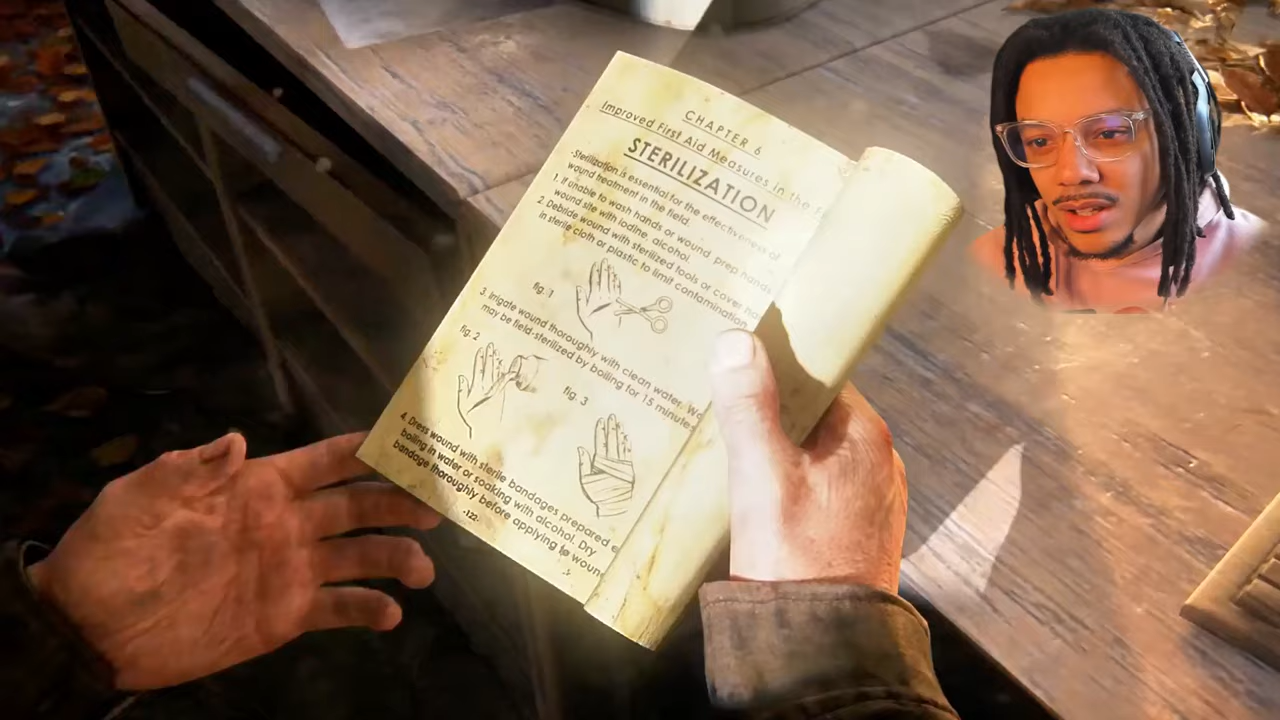 CHAPTER 6
Improved First Aid Measures in the
STERILIZATION
-Sterilization is essential for the effectiveness of
wound treatment in the field.
1. If unable to wash hands or wound, prep hands
wound site with iodine, alcohol.
2. Debride wound with sterilized tools or cover
in sterile cloth or plastic to limit contamination
fig. 1
3. Irrigate wound thoroughly with clean water.
may be field-sterilized by boiling for 15 minutes
fig. 2
fig. 3
4. Dress wound with sterile bandages prepared
boiling in water or soaking with alcohol. Dry
bandage thoroughly before applying to
-122-